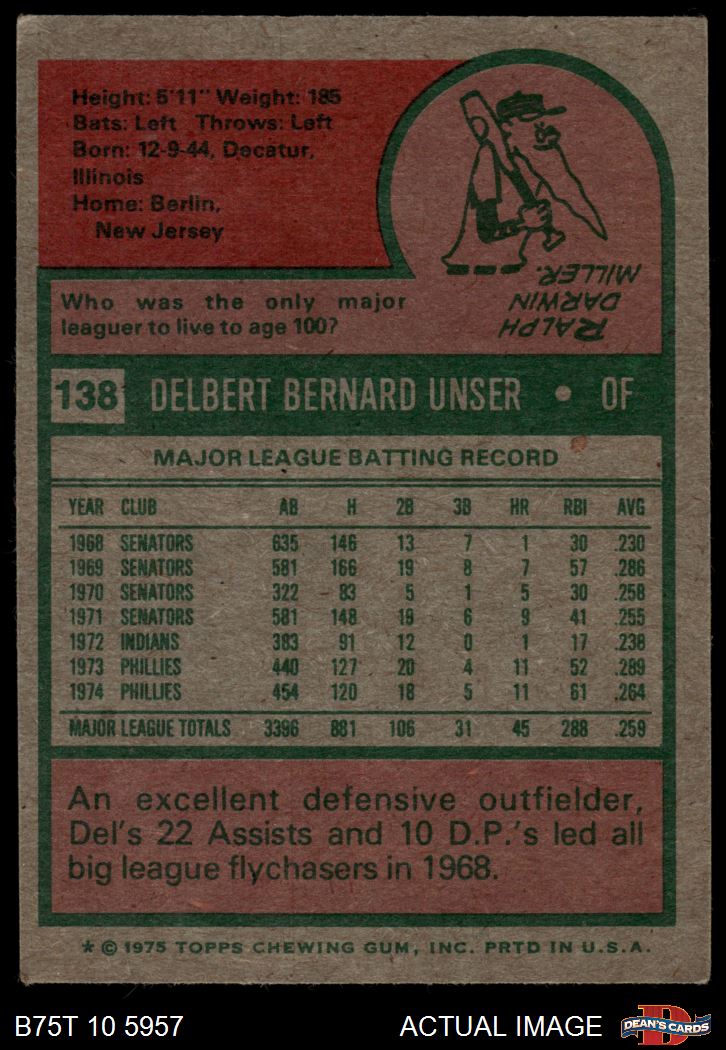 Height: 5'11" Weight: 185
Bats: Left Throws: Left
Born: 12-9-44, Decatur,
Illinois
Home: Berlin,
New Jersey
RALPH
DARWIN
MILLER.
Who was the only major
leaguer to live to age 100?
138 DELBERT BERNARD UNSER • OF
MAJOR LEAGUE BATTING RECORD
YEAR CLUB AB H 2B 3B HR RBI AVG
1968 SENATORS 635 146 13 7 1 30 .230
1969 SENATORS 581 166 19 8 7 57 .286
1970 SENATORS 322 83 5 1 5 30 .258
1971 SENATORS 581 148 19 6 9 41 .255
1972 INDIANS 383 91 12 0 1 17 .238
1973 PHILLIES 440 127 20 4 11 52 .289
1974 PHILLIES 454 120 18 5 11 61 .264
MAJOR LEAGUE TOTALS 3396 881 106 31 45 288 .259
An excellent defensive outfielder,
Del's 22 Assists and 10 D.P.'s led all
big league flychasers in 1968.
* © 1975 TOPPS CHEWING GUM, INC. PRTD IN U.S.A.
B75T 10 5957 ACTUAL IMAGE
DEAN'S CARDS